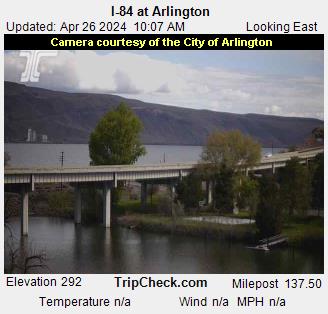 I-84 at Arlington
Updated: Apr 26 2024 10:07 AM Looking East
Camera courtesy of the City of Arlington
Elevation 292 TripCheck.com Milepost 137.50
Temperature n/a Wind n/a MPH n/a